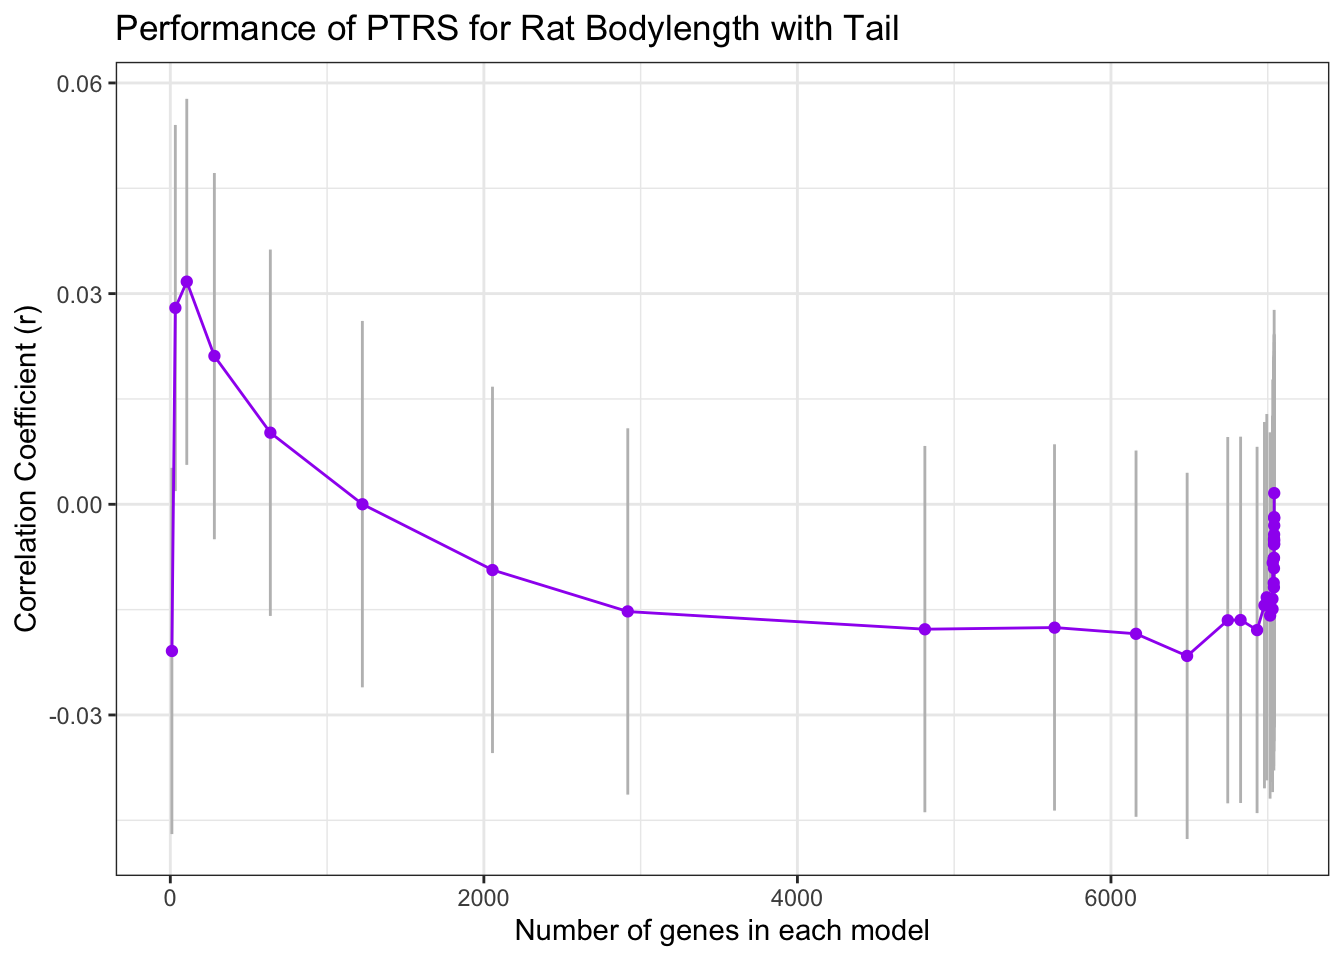 Performance of PTRS for Rat Bodylength with Tail
Correlation Coefficient (r)
0.06
0.03
0.00
-0.03
0
2000
4000
6000
Number of genes in each model